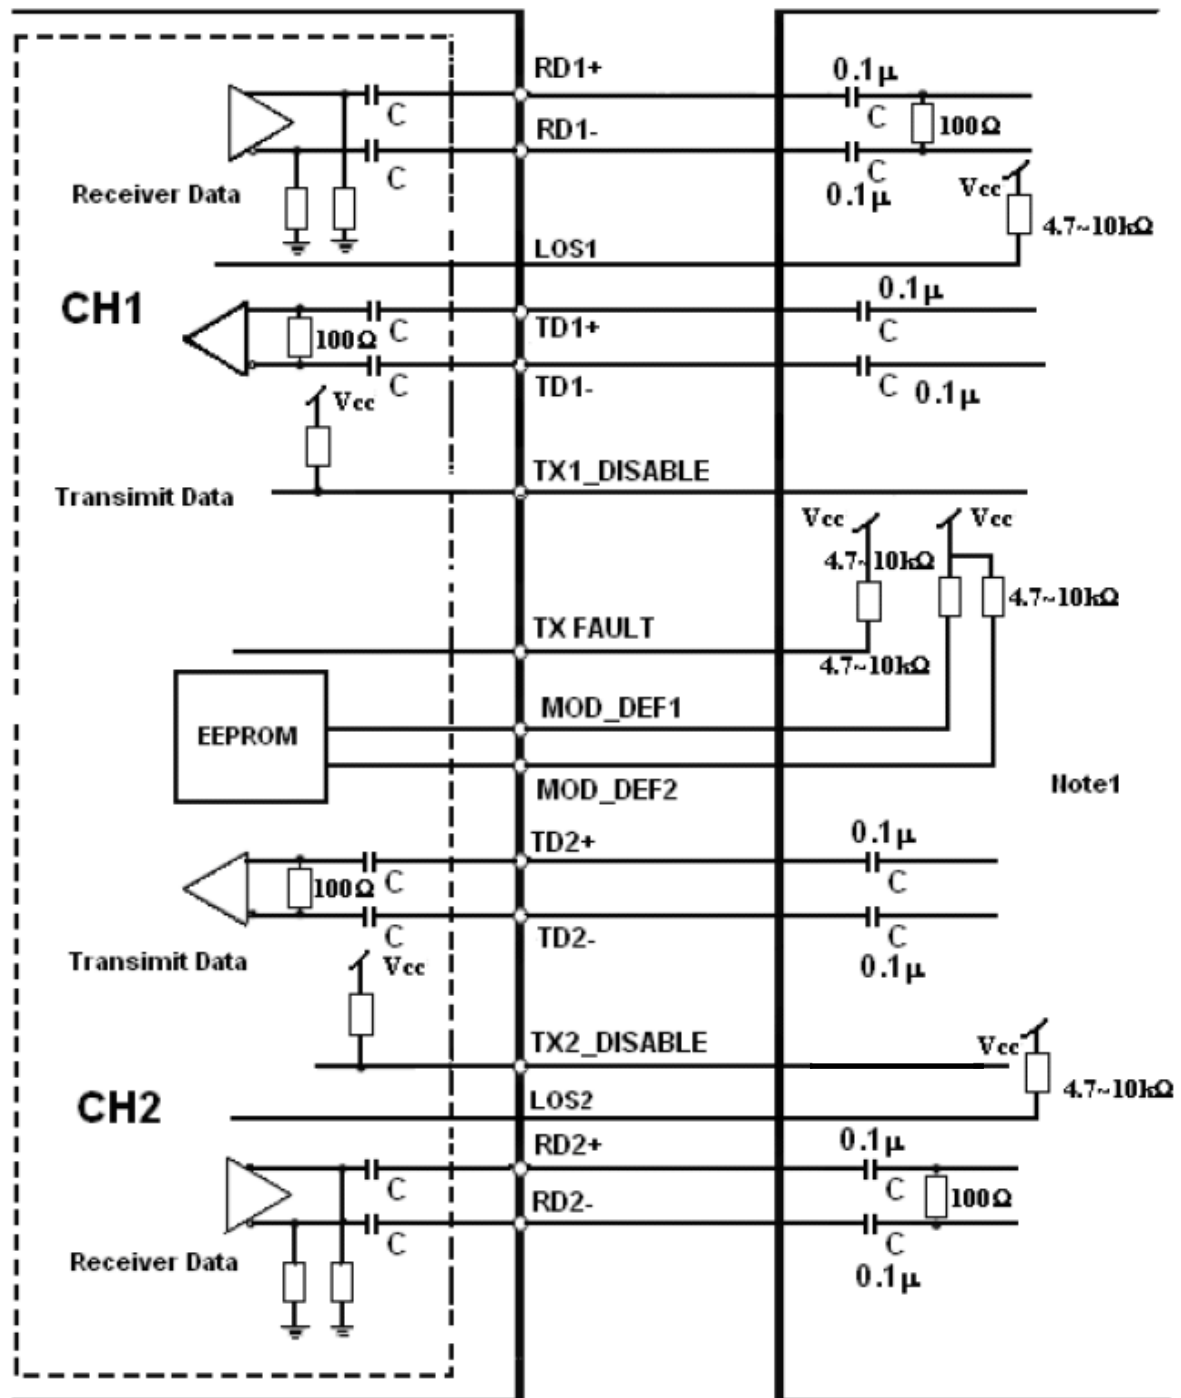 RD1+
0.1μ
C
C
100Ω
RD1-
C
C
0.1μ
Receiver Data
Vcc
4.7~10kΩ
LOS1
CH1
0.1μ
TD1+
100Ω
C
C
TD1-
C
C
0.1μ
Vcc
TX1_DISABLE
Transimit Data
Vcc
Vcc
4.7~10kΩ
4.7~10kΩ
TX FAULT
4.7~10kΩ
MOD_DEF1
EEPROM
MOD_DEF2
Note1
TD2+
0.1μ
100Ω
C
C
TD2-
C
C
0.1μ
Transimit Data
Vcc
TX2_DISABLE
Vcc
4.7~10kΩ
CH2
LOS2
RD2+
0.1μ
C
C
100Ω
RD2-
C
C
0.1μ
Receiver Data